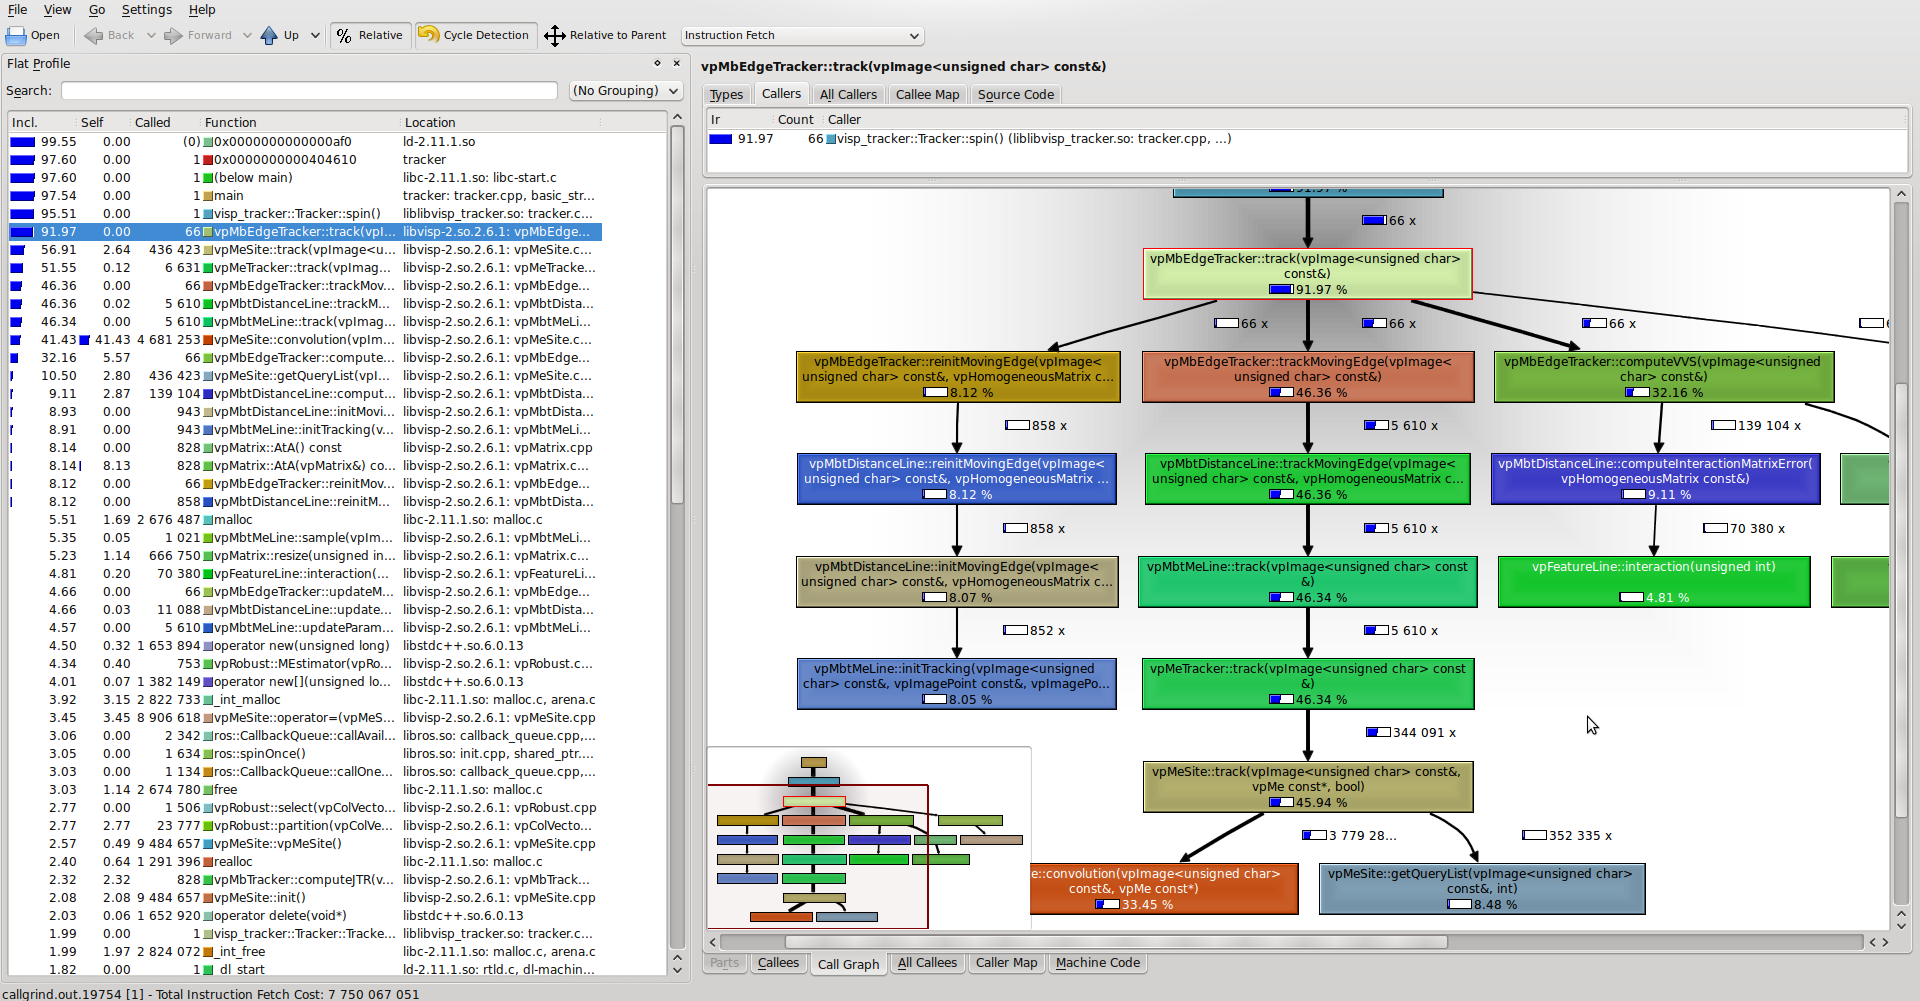 File View Go Settings Help
Open Back Forward Up % Relative Cycle Detection Relative to Parent Instruction Fetch
Flat Profile
Search: (No Grouping)
Incl. Self Called Function Location
99.55 0.00 (0) 0x0000000000000af0 ld-2.11.1.so
97.60 0.00 1 0x0000000000404610 tracker
97.60 0.00 1 (below main) libc-2.11.1.so: libc-start.c
97.54 0.00 1 main tracker: tracker.cpp, basic_str...
95.51 0.00 1 visp_tracker::Tracker::spin() liblibvisp_tracker.so: tracker.c...
91.97 0.00 66 vpMbEdgeTracker::track(vpI... libvisp-2.so.2.6.1: vpMbEdge...
56.91 2.64 436 423 vpMeSite::track(vpImage<u... libvisp-2.so.2.6.1: vpMeSite.c...
51.55 0.12 6 631 vpMeTracker::track(vpImag... libvisp-2.so.2.6.1: vpMeTracke...
46.36 0.00 66 vpMbEdgeTracker::trackMov... libvisp-2.so.2.6.1: vpMbEdge...
46.36 0.02 5 610 vpMbtDistanceLine::trackM... libvisp-2.so.2.6.1: vpMbtDista...
46.34 0.00 5 610 vpMbtMeLine::track(vpImag... libvisp-2.so.2.6.1: vpMbtMeLi...
41.43 41.43 4 681 253 vpMeSite::convolution(vpIm... libvisp-2.so.2.6.1: vpMeSite.c...
32.16 5.57 66 vpMbEdgeTracker::compute... libvisp-2.so.2.6.1: vpMbEdge...
10.50 2.80 436 423 vpMeSite::getQueryList(vpI... libvisp-2.so.2.6.1: vpMeSite.c...
9.11 2.87 139 104 vpMbtDistanceLine::comput... libvisp-2.so.2.6.1: vpMbtDista...
8.93 0.00 943 vpMbtDistanceLine::initMovi... libvisp-2.so.2.6.1: vpMbtDista...
8.91 0.00 943 vpMbtMeLine::initTracking(v... libvisp-2.so.2.6.1: vpMbtMeLi...
8.14 0.00 828 vpMatrix::AtA() const libvisp-2.so.2.6.1: vpMatrix.cpp
8.14 8.13 828 vpMatrix::AtA(vpMatrix&) co... libvisp-2.so.2.6.1: vpMatrix.c...
8.12 0.00 66 vpMbEdgeTracker::reinitMov... libvisp-2.so.2.6.1: vpMbEdge...
8.12 0.00 858 vpMbtDistanceLine::reinitM... libvisp-2.so.2.6.1: vpMbtDista...
5.51 1.69 2 676 487 malloc libc-2.11.1.so: malloc.c
5.35 0.05 1 021 vpMbtMeLine::sample(vpIm... libvisp-2.so.2.6.1: vpMbtMeLi...
5.23 1.14 666 750 vpMatrix::resize(unsigned in... libvisp-2.so.2.6.1: vpMatrix.c...
4.81 0.20 70 380 vpFeatureLine::interaction(... libvisp-2.so.2.6.1: vpFeatureLi...
4.66 0.00 66 vpMbEdgeTracker::updateM... libvisp-2.so.2.6.1: vpMbEdge...
4.66 0.03 11 088 vpMbtDistanceLine::update... libvisp-2.so.2.6.1: vpMbtDista...
4.57 0.00 5 610 vpMbtMeLine::updateParam... libvisp-2.so.2.6.1: vpMbtMeLi...
4.50 0.32 1 653 894 operator new(unsigned long) libstdc++.so.6.0.13
4.34 0.40 753 vpRobust::MEstimator(vpRo... libvisp-2.so.2.6.1: vpRobust.c...
4.01 0.07 1 382 149 operator new[](unsigned lo... libstdc++.so.6.0.13
3.92 3.15 2 822 733 _int_malloc libc-2.11.1.so: malloc.c, arena.c
3.45 3.45 8 906 618 vpMeSite::operator=(vpMeS... libvisp-2.so.2.6.1: vpMeSite.cpp
3.06 0.00 2 342 ros::CallbackQueue::callAvail... libros.so: callback_queue.cpp,...
3.05 0.00 1 634 ros::spinOnce() libros.so: init.cpp, shared_ptr....
3.03 0.00 1 134 ros::CallbackQueue::callOne... libros.so: callback_queue.cpp,...
3.03 1.14 2 674 780 free libc-2.11.1.so: malloc.c
2.77 0.00 1 506 vpRobust::select(vpColVecto... libvisp-2.so.2.6.1: vpRobust.cpp
2.77 2.77 23 777 vpRobust::partition(vpColVe... libvisp-2.so.2.6.1: vpColVecto...
2.57 0.49 9 484 657 vpMeSite::vpMeSite() libvisp-2.so.2.6.1: vpMeSite.cpp
2.40 0.64 1 291 396 realloc libc-2.11.1.so: malloc.c
2.32 2.32 828 vpMbTracker::computeJTR(v... libvisp-2.so.2.6.1: vpMbTrack...
2.08 2.08 9 484 657 vpMeSite::init() libvisp-2.so.2.6.1: vpMeSite.cpp
2.03 0.06 1 652 920 operator delete(void*) libstdc++.so.6.0.13
1.99 0.00 1 visp_tracker::Tracker::Tracke... liblibvisp_tracker.so: tracker.c...
1.99 1.97 2 824 072 _int_free libc-2.11.1.so: malloc.c, arena.c
1.82 0.00 1 _dl_start ld-2.11.1.so: rtld.c, dl-machin...
callgrind.out.19754 [1] - Total Instruction Fetch Cost: 7 750 067 051
vpMbEdgeTracker::track(vpImage<unsigned char> const&)
Types Callers All Callers Callee Map Source Code
Ir Count Caller
91.97 66 visp_tracker::Tracker::spin() (liblibvisp_tracker.so: tracker.cpp, ...)
91.97 %
66 x
vpMbEdgeTracker::track(vpImage<unsigned char>
const&)
91.97 %
66 x 66 x 66 x
vpMbEdgeTracker::reinitMovingEdge(vpImage<
unsigned char> const&, vpHomogeneousMatrix c...
8.12 %
vpMbEdgeTracker::trackMovingEdge(vpImage<
unsigned char> const&)
46.36 %
vpMbEdgeTracker::computeVVS(vpImage<unsigned
char> const&)
32.16 %
858 x 5 610 x 139 104 x
vpMbtDistanceLine::reinitMovingEdge(vpImage<
unsigned char> const&, vpHomogeneousMatrix ...
8.12 %
vpMbtDistanceLine::trackMovingEdge(vpImage<
unsigned char> const&, vpHomogeneousMatrix c...
46.36 %
vpMbtDistanceLine::computeInteractionMatrixError(
vpHomogeneousMatrix const&)
9.11 %
858 x 5 610 x 70 380 x
vpMbtDistanceLine::initMovingEdge(vpImage<
unsigned char> const&, vpHomogeneousMatrix c...
8.07 %
vpMbtMeLine::track(vpImage<unsigned char> const
&)
46.34 %
vpFeatureLine::interaction(unsigned int)
4.81 %
852 x 5 610 x
vpMbtMeLine::initTracking(vpImage<unsigned
char> const&, vpImagePoint const&, vpImagePo...
8.05 %
vpMeTracker::track(vpImage<unsigned char> const
&)
46.34 %
344 091 x
vpMeSite::track(vpImage<unsigned char> const&,
vpMe const*, bool)
45.94 %
3 779 28... 352 335 x
e::convolution(vpImage<unsigned char>
const&, vpMe const*)
33.45 %
vpMeSite::getQueryList(vpImage<unsigned char>
const&, int)
8.48 %
Parts Callees Call Graph All Callees Caller Map Machine Code